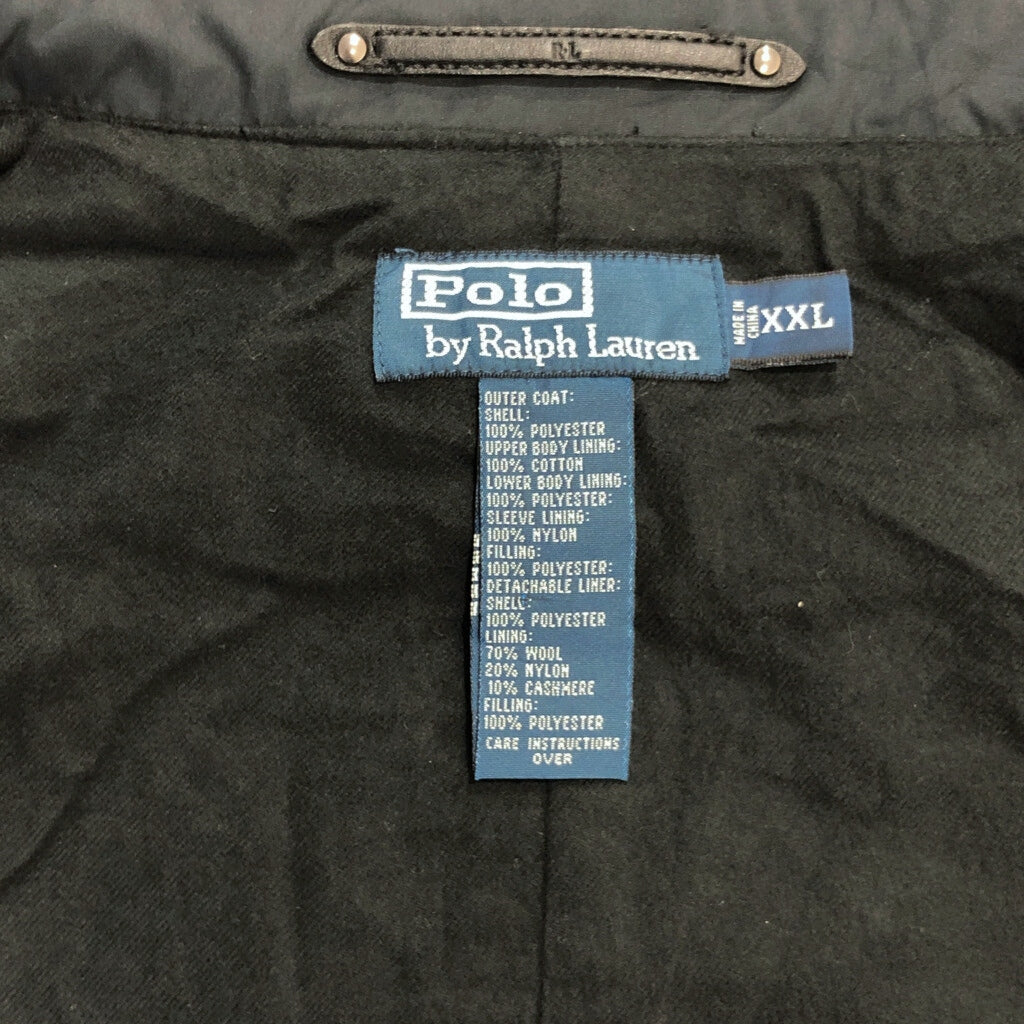 R·L
Polo
by Ralph Lauren
MADE IN
CHINA
XXL
OUTER COAT:
SHELL:
100% POLYESTER
UPPER BODY LINING:
100% COTTON
LOWER BODY LINING:
100% POLYESTER:
SLEEVE LINING:
100% NYLON
FILLING:
100% POLYESTER:
DETACHABLE LINER:
SHELL:
100% POLYESTER
LINING:
70% WOOL
20% NYLON
10% CASHMERE
FILLING:
100% POLYESTER
CARE INSTRUCTIONS
OVER